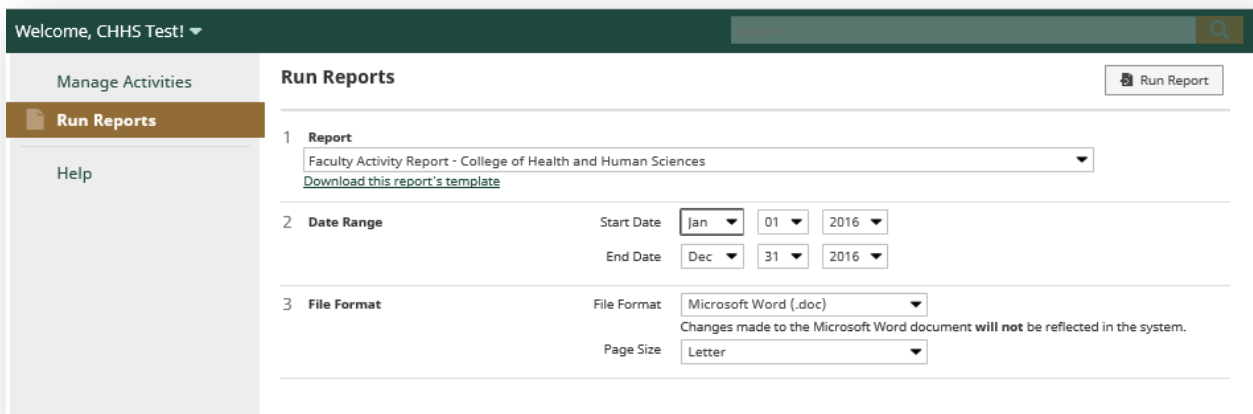 Welcome, CHHS Test!
Manage Activities
Run Reports
Help
Run Reports
Run Report
1 Report
Faculty Activity Report - College of Health and Human Sciences
Download this report's template
2 Date Range
Start Date Jan 01 2016
End Date Dec 31 2016
3 File Format
File Format Microsoft Word (.doc)
Changes made to the Microsoft Word document will not be reflected in the system.
Page Size Letter